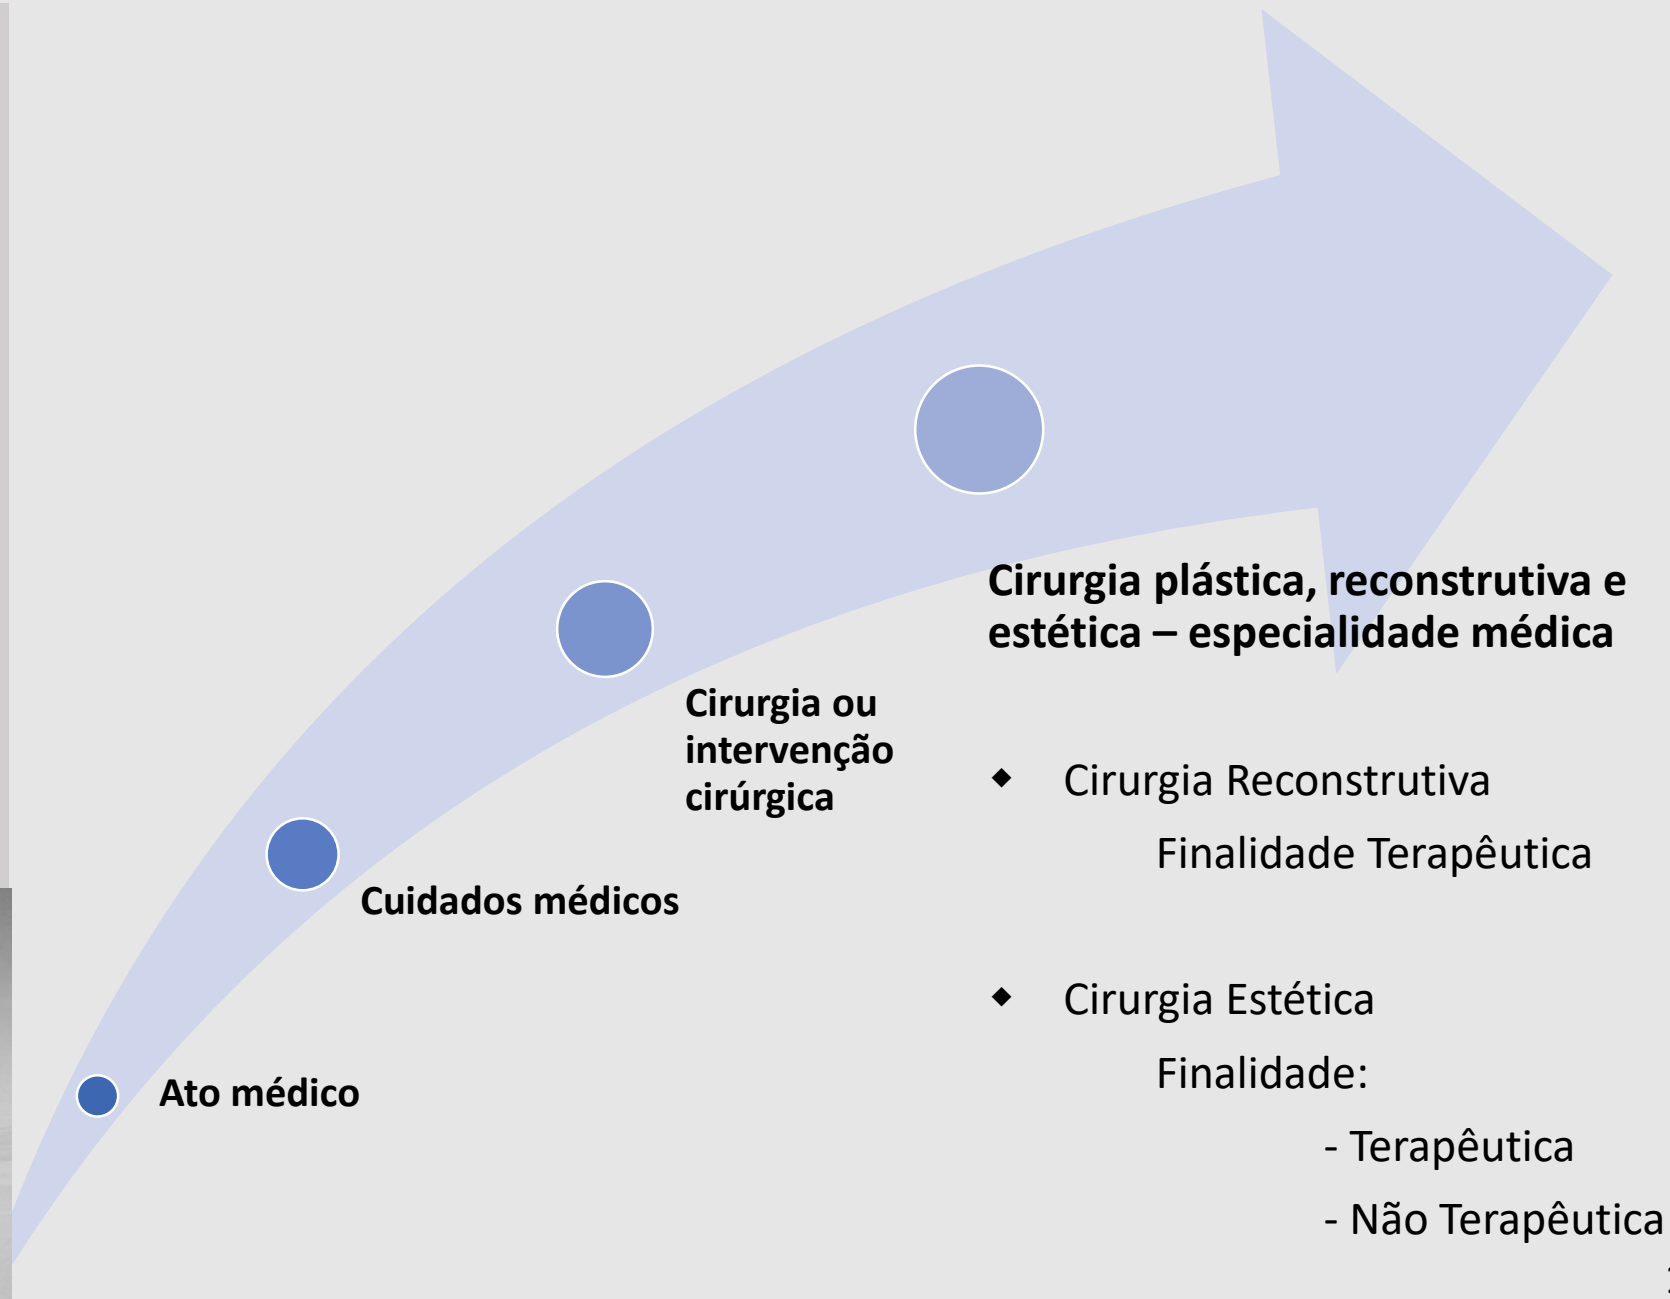 Ato médico
Cuidados médicos
Cirurgia ou
intervenção
cirúrgica
Cirurgia plástica, reconstrutiva e
estética – especialidade médica
◆ Cirurgia Reconstrutiva
Finalidade Terapêutica
◆ Cirurgia Estética
Finalidade:
- Terapêutica
- Não Terapêutica